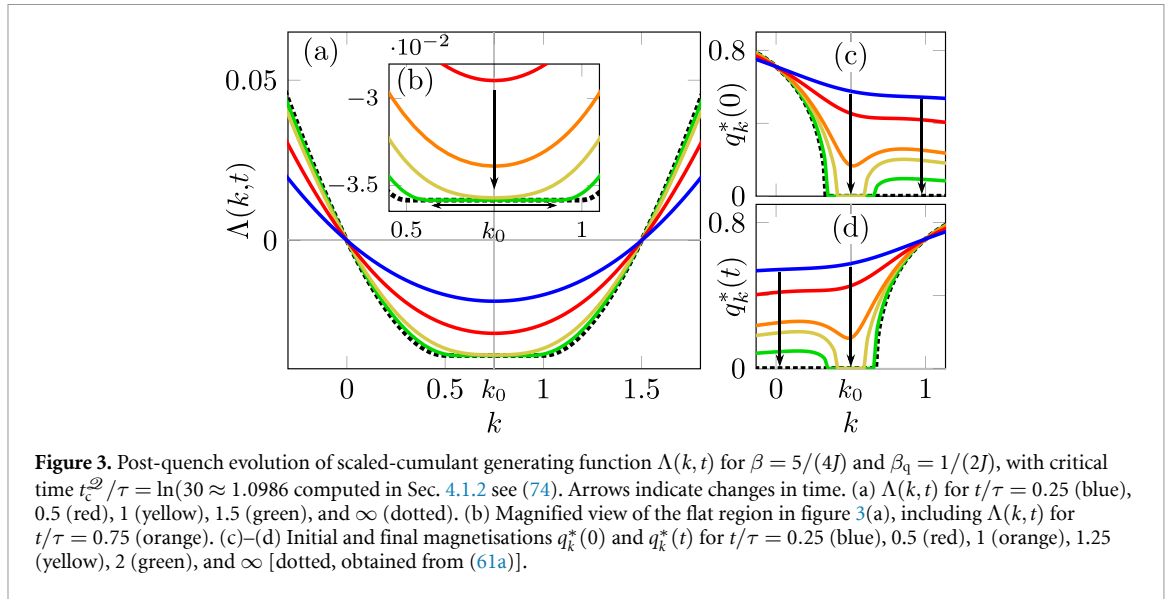 (a)
·10⁻²
(b)
−3
−3.5
0.5 k₀ 1
0.05
0
Λ(k,t)
0 0.5 k₀ 1 1.5
k
(c)
0.8
0
q*ₖ(0)
(d)
0.8
0
q*ₖ(t)
0 k₀ 1
k
Figure 3. Post-quench evolution of scaled-cumulant generating function Λ(k, t) for β = 5/(4J) and βq = 1/(2J), with critical
time t_c^𝒬/τ = ln(30 ≈ 1.0986 computed in Sec. 4.1.2 see (74). Arrows indicate changes in time. (a) Λ(k, t) for t/τ = 0.25 (blue),
0.5 (red), 1 (yellow), 1.5 (green), and ∞ (dotted). (b) Magnified view of the flat region in figure 3(a), including Λ(k, t) for
t/τ = 0.75 (orange). (c)–(d) Initial and final magnetisations q*ₖ(0) and q*ₖ(t) for t/τ = 0.25 (blue), 0.5 (red), 1 (orange), 1.25
(yellow), 2 (green), and ∞ [dotted, obtained from (61a)].